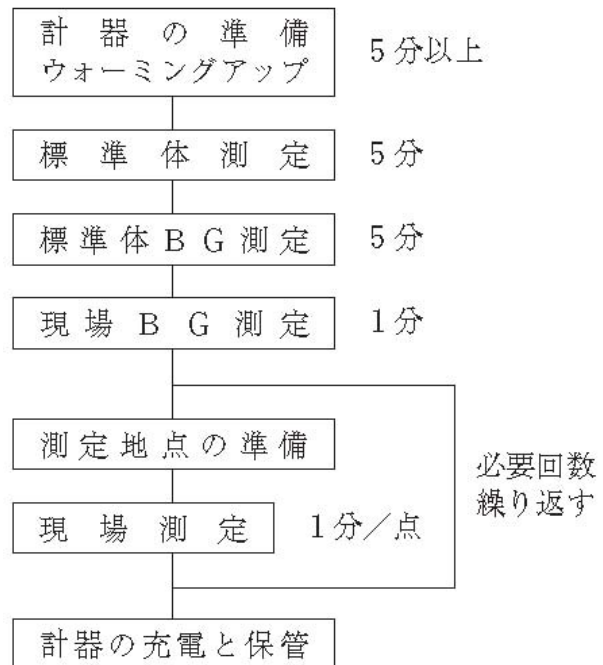 計器の準備
ウォーミングアップ
5分以上
標準体測定
5分
標準体BG測定
5分
現場BG測定
1分
測定地点の準備
現場測定
1分／点
必要回数
繰り返す
計器の充電と保管